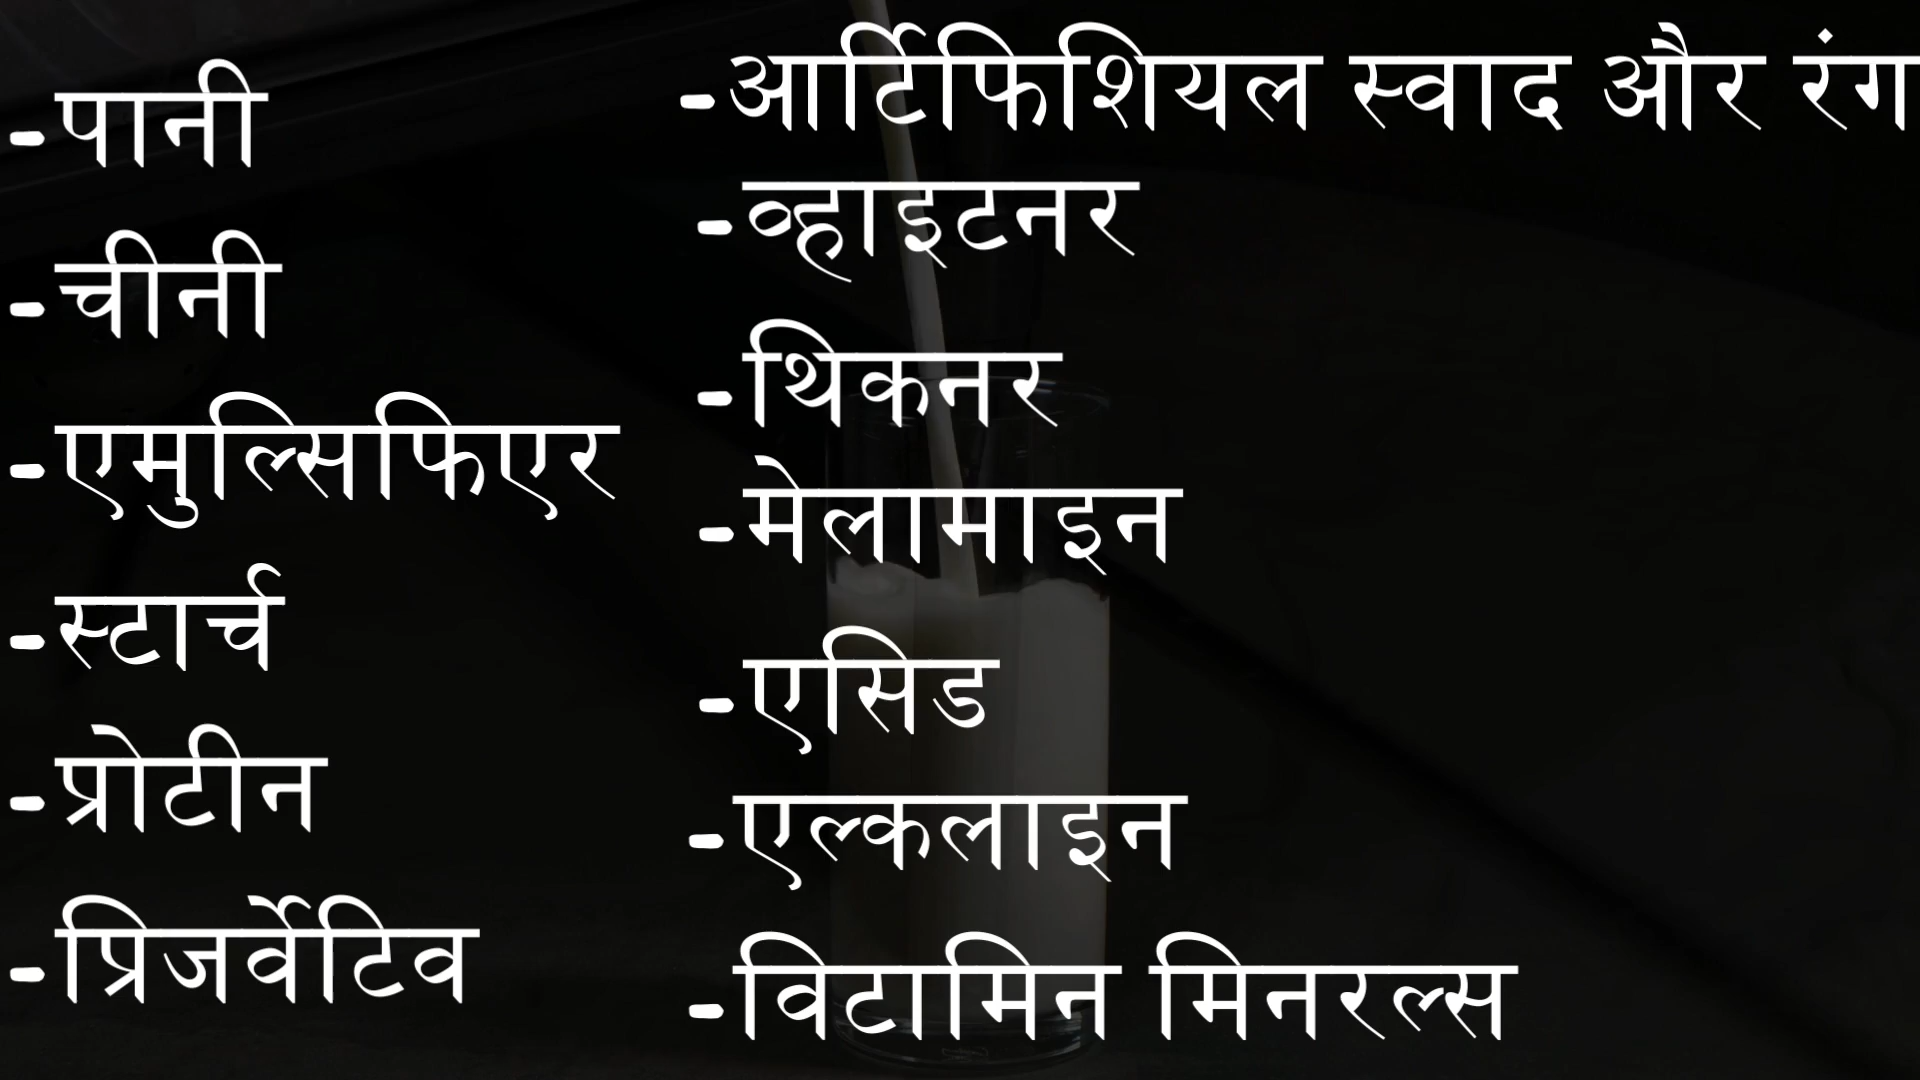 -पानी
-चीनी
-एमुल्सिफिएर
-स्टार्च
-प्रोटीन
-प्रिजर्वेटिव
-आर्टिफिशियल स्वाद और रंग
-व्हाइटनर
-थिकनर
-मेलामाइन
-एसिड
-एल्कलाइन
-विटामिन मिनरल्स